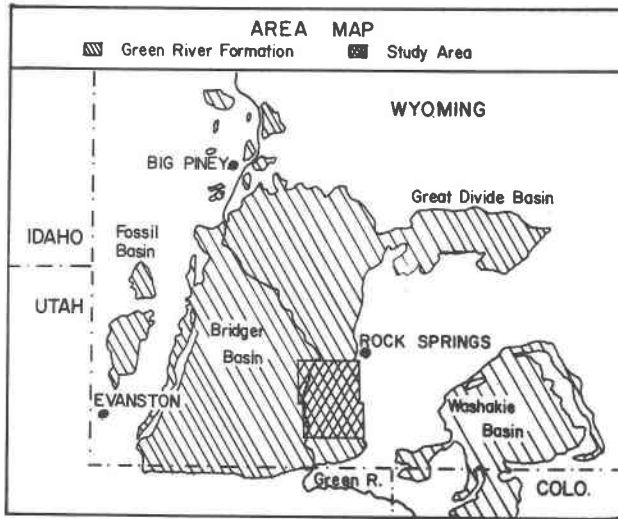 AREA MAP
Green River Formation
Study Area
WYOMING
BIG PINEY
Great Divide Basin
Fossil
Basin
IDAHO
UTAH
Bridger
Basin
ROCK SPRINGS
EVANSTON
Washakie
Basin
Green R.
COLO.